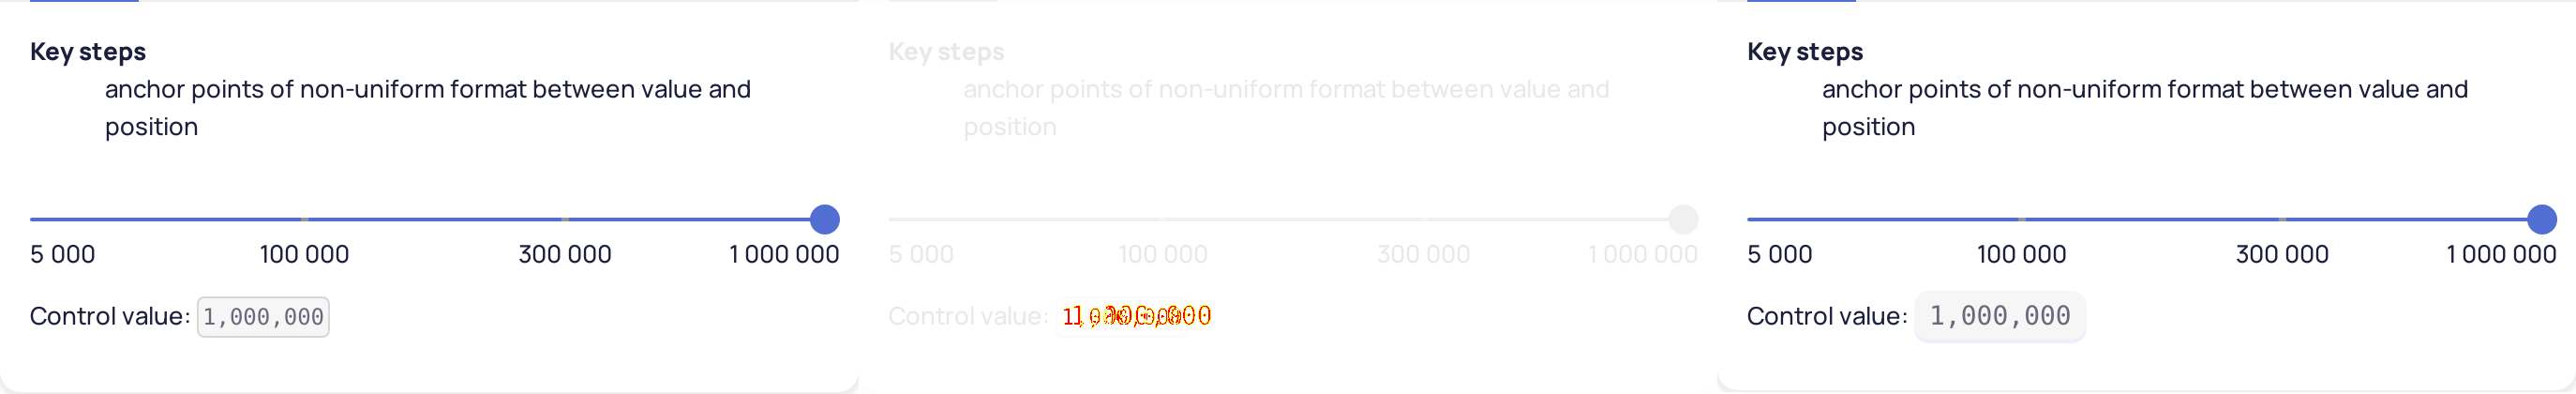 Key steps
anchor points of non-uniform format between value and
position
5 000 100 000 300 000 1 000 000
Control value: 1,000,000
Key steps
anchor points of non-uniform format between value and
position
5 000 100 000 300 000 1 000 000
Control value:
Key steps
anchor points of non-uniform format between value and
position
5 000 100 000 300 000 1 000 000
Control value: 1,000,000